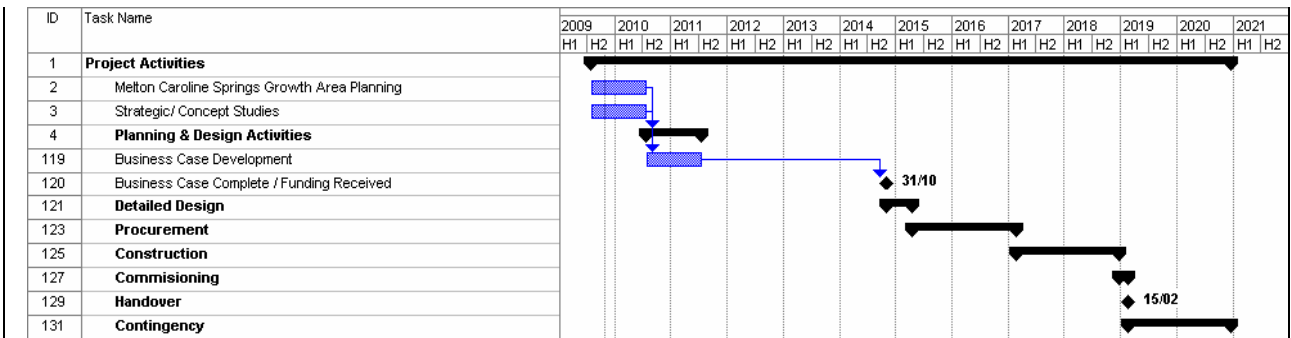 ID Task Name 2009 2010 2011 2012 2013 2014 2015 2016 2017 2018 2019 2020 2021
H1 H2 H1 H2 H1 H2 H1 H2 H1 H2 H1 H2 H1 H2 H1 H2 H1 H2 H1 H2 H1 H2 H1 H2 H1 H2
1 Project Activities
2 Melton Caroline Springs Growth Area Planning
3 Strategic/ Concept Studies
4 Planning & Design Activities
119 Business Case Development
120 Business Case Complete / Funding Received 31/10
121 Detailed Design
123 Procurement
125 Construction
127 Commisioning
129 Handover 15/02
131 Contingency